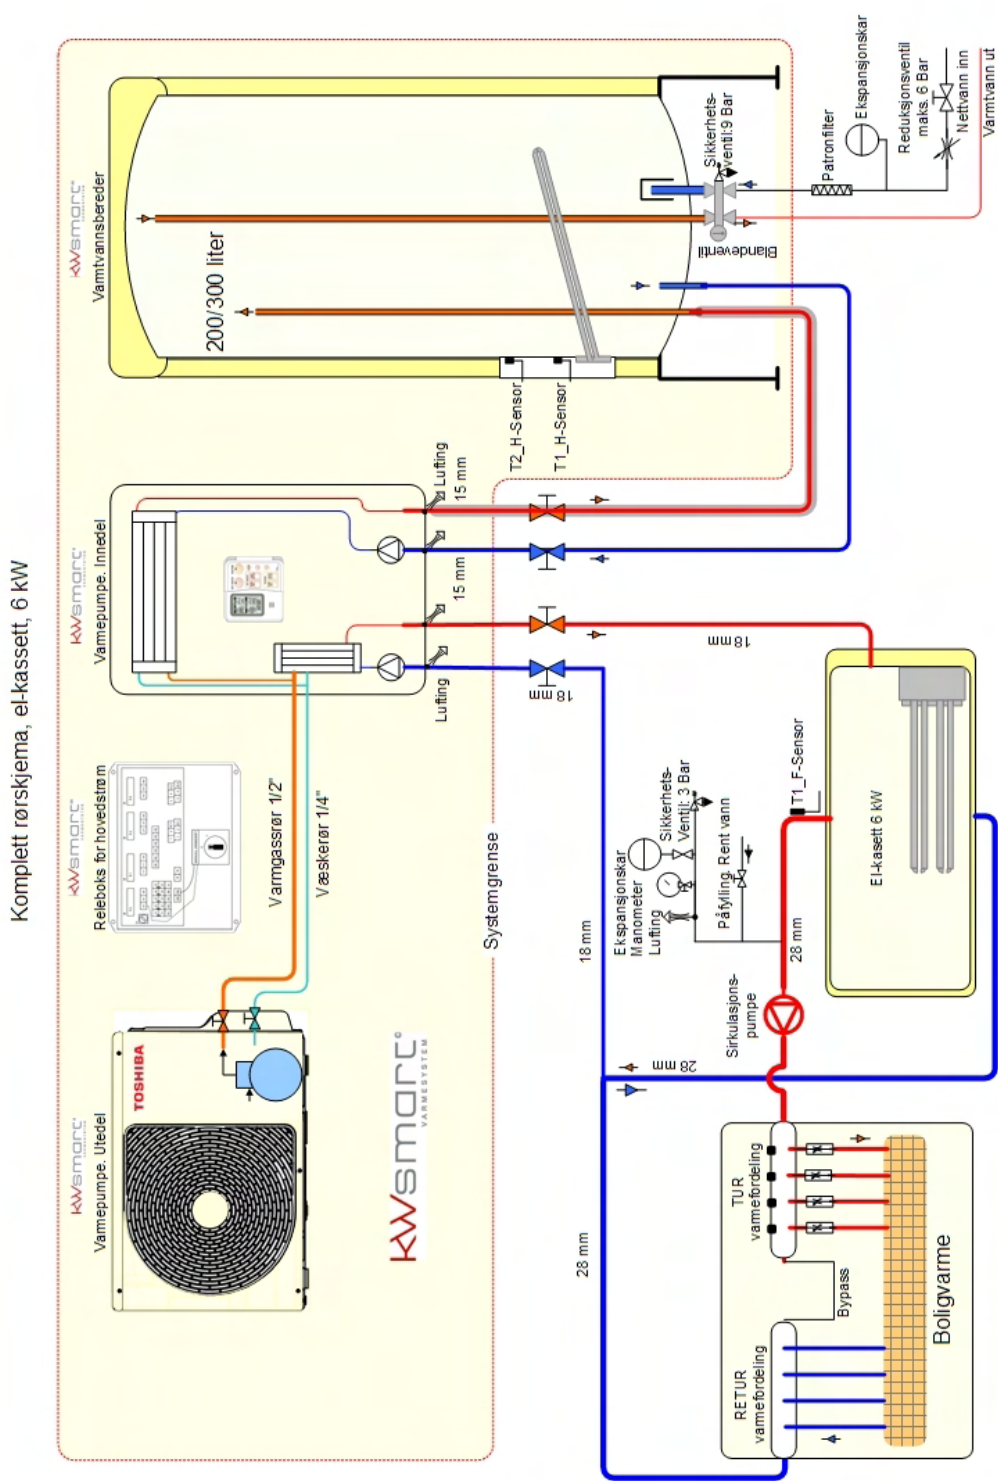 Komplett rørskjema, el-kassett, 6 kW
kWsmart
Varmepumpe. Utedel
TOSHIBA
kWsmart
VARMESYSTEM
kWsmart
Releboks for hovedstrøm
Varmgassrør 1/2"
Væskerør 1/4"
kWsmart
Varmepumpe. Innedel
Lufting
15 mm
15 mm
Lufting
kWsmart
Varmtvannsbereder
200/300 liter
T2_H-Sensor
T1_H-Sensor
Sikkerhets-
ventil:9 Bar
Blandeventil
Patronfilter
Ekspansjonskar
Reduksjonsventil
maks. 6 Bar
Nettvann inn
Varmtvann ut
Systemgrense
18 mm
18 mm
18 mm
28 mm
28 mm
28 mm
Ekspansjonskar
Manometer
Lufting
Sikkerhets-
Ventil: 3 Bar
Påfylling. Rent vann
T1_F-Sensor
El-kasett 6 kW
Sirkulasjons-
pumpe
RETUR
varmefordeling
TUR
varmefordeling
Bypass
Boligvarme